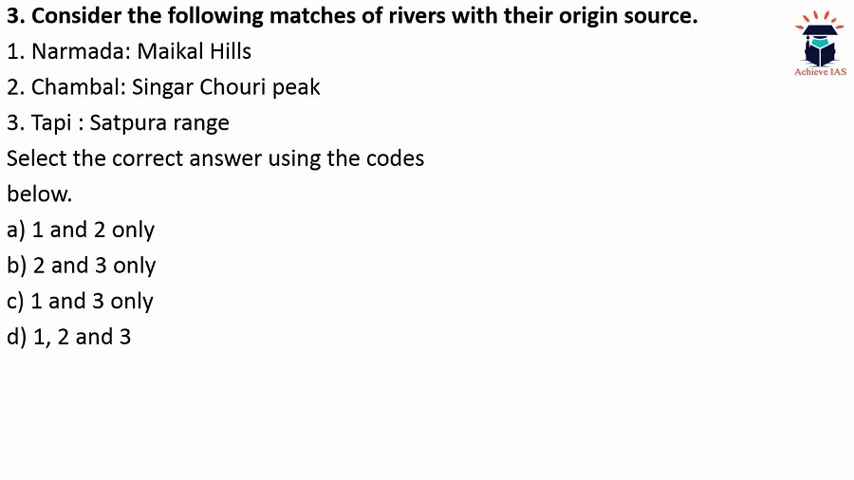 3. Consider the following matches of rivers with their origin source.
1. Narmada: Maikal Hills
2. Chambal: Singar Chouri peak
3. Tapi : Satpura range
Select the correct answer using the codes
below.
a) 1 and 2 only
b) 2 and 3 only
c) 1 and 3 only
d) 1, 2 and 3
Achieve IAS